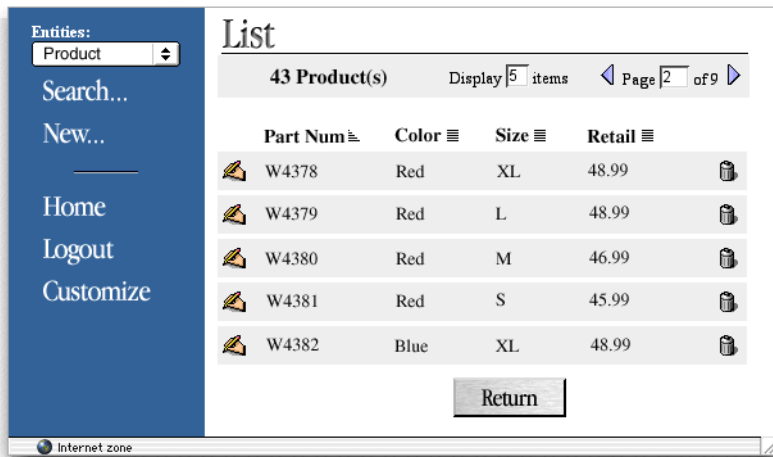 Entities:
Product
Search...
New...
Home
Logout
Customize
List
43 Product(s) Display 5 items Page 2 of 9
Part Num Color Size Retail
W4378 Red XL 48.99
W4379 Red L 48.99
W4380 Red M 46.99
W4381 Red S 45.99
W4382 Blue XL 48.99
Return
Internet zone